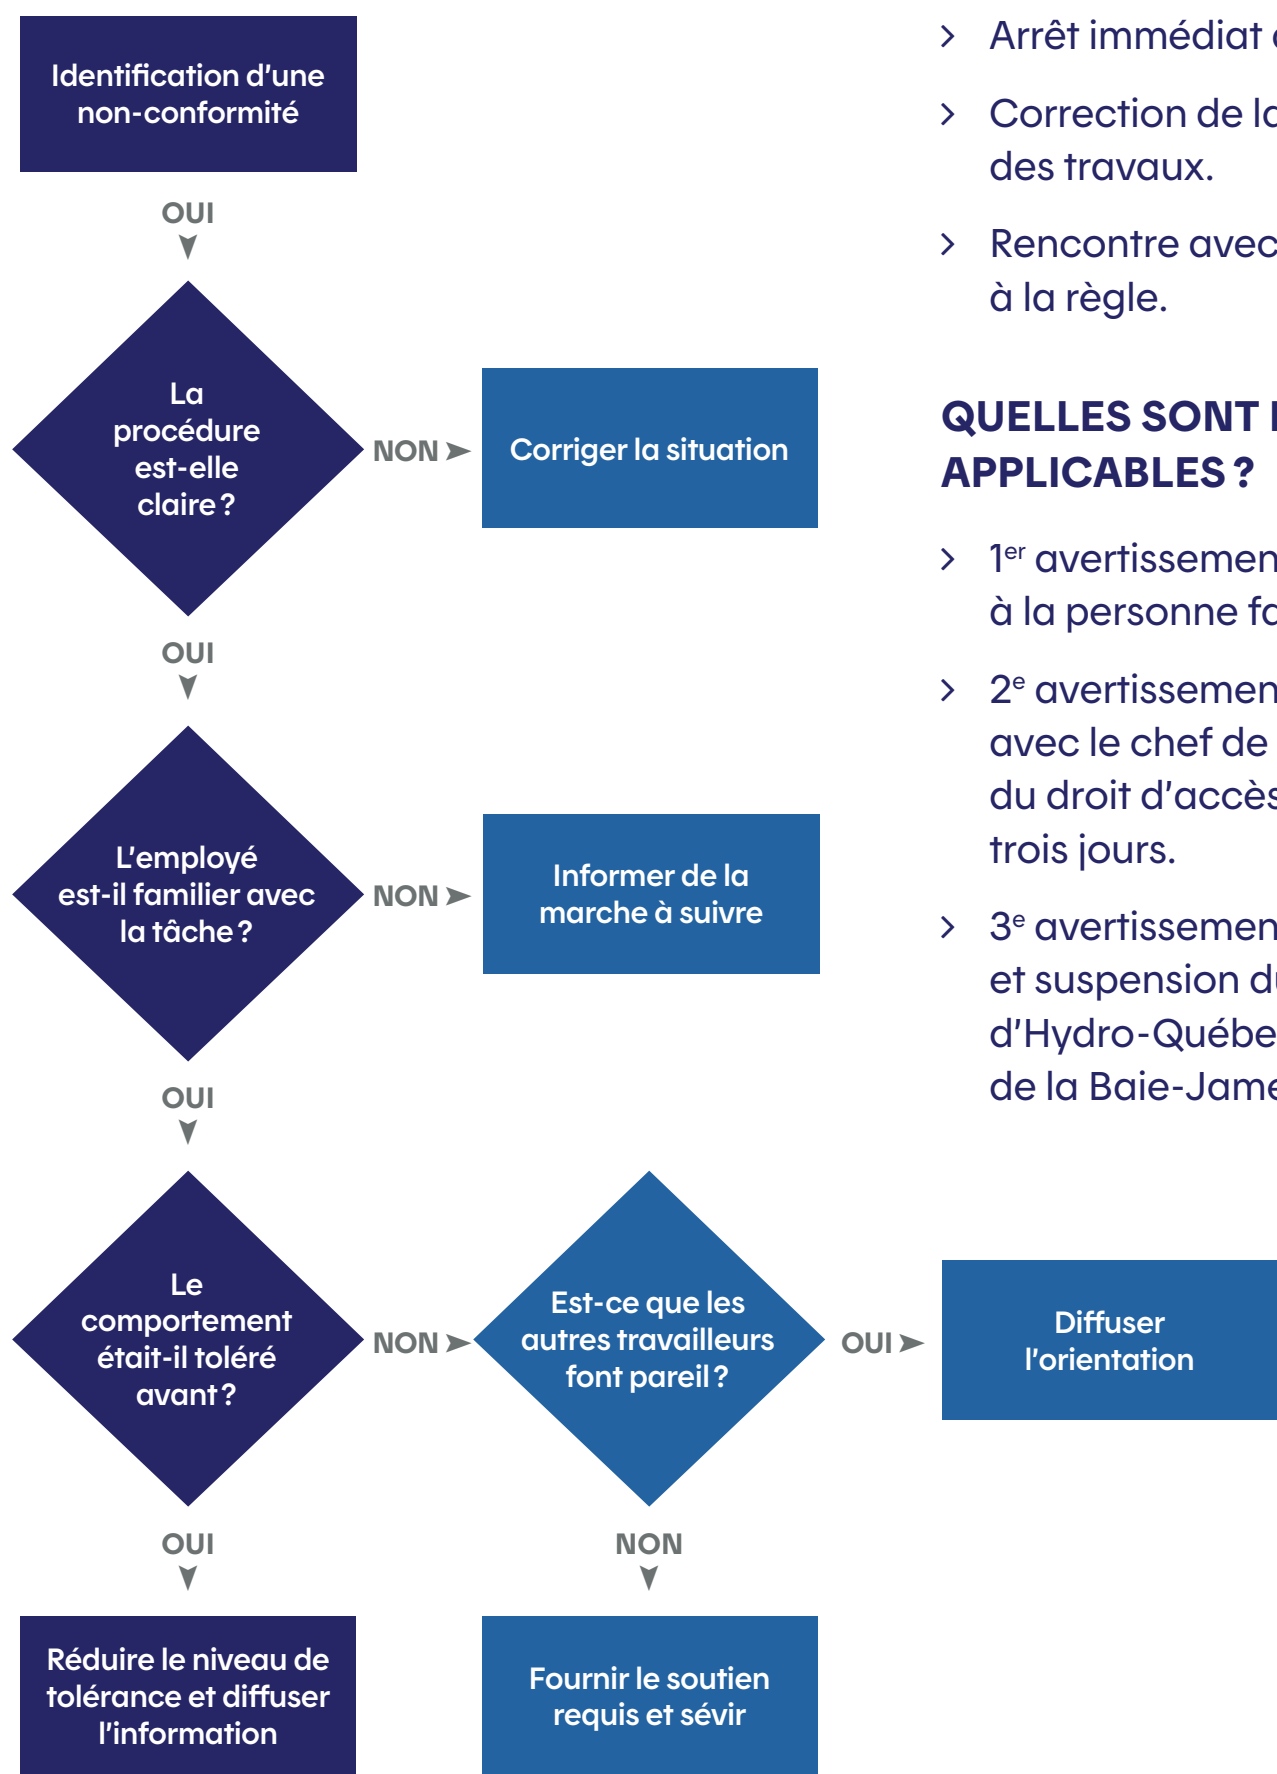 Identification d'une
non-conformité
OUI
La
procédure
est-elle
claire ?
NON
Corriger la situation
OUI
L'employé
est-il familier avec
la tâche ?
NON
Informer de la
marche à suivre
OUI
Le
comportement
était-il toléré
avant ?
NON
Est-ce que les
autres travailleurs
font pareil ?
OUI
Diffuser
l'orientation
OUI
Réduire le niveau de
tolérance et diffuser
l'information
NON
Fournir le soutien
requis et sévir
> Arrêt immédiat
> Correction de
des travaux.
> Rencontre avec
à la règle.
QUELLES SONT
APPLICABLES ?
> 1er avertissemen
à la personne
> 2e avertissemen
avec le chef de
du droit d'accès
trois jours.
> 3e avertissemen
et suspension
d'Hydro-Québe
de la Baie-Jame